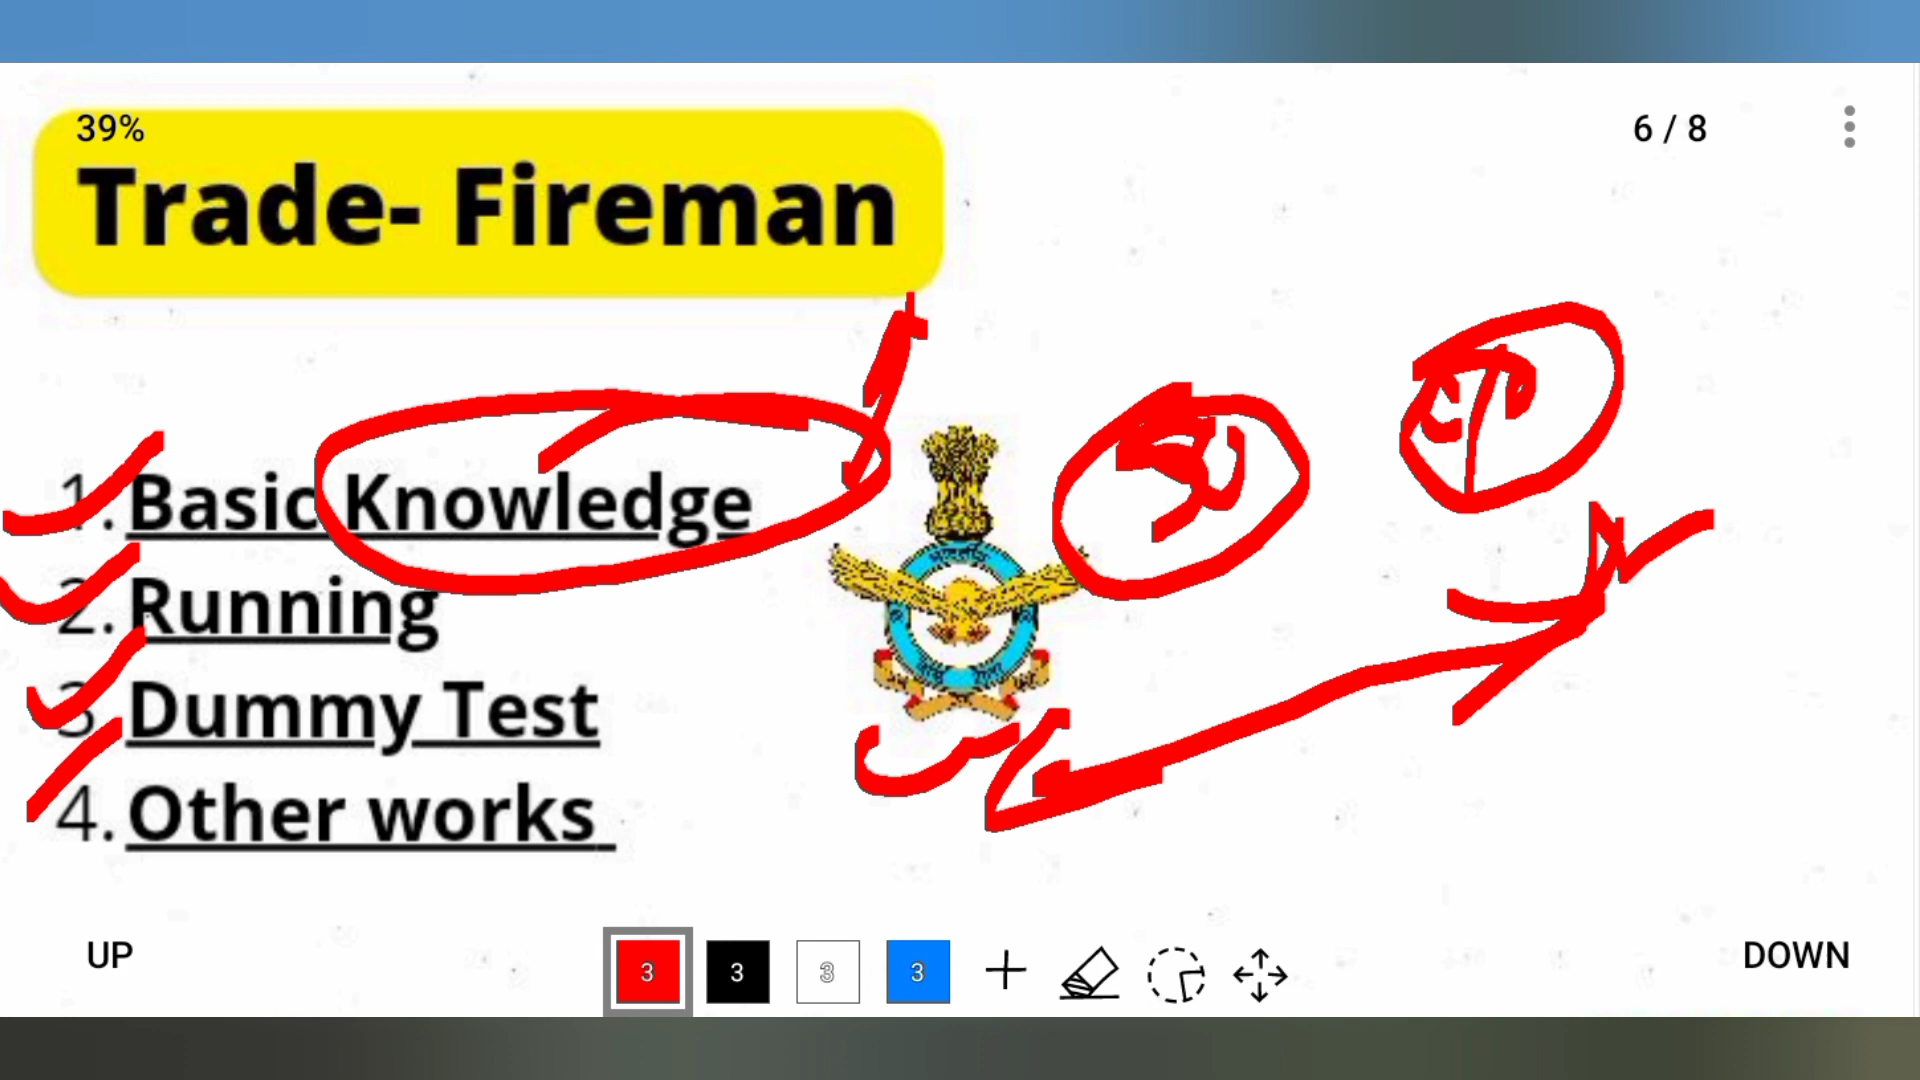 39%
6 / 8
Trade- Fireman
1. Basic Knowledge
2. Running
3 Dummy Test
4. Other works
UP
3
3
3
3
DOWN